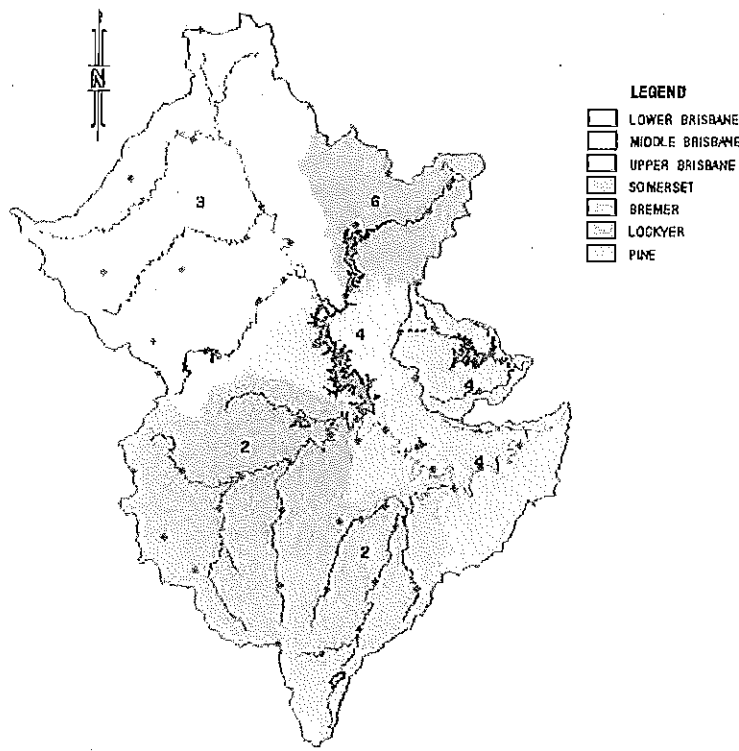 N
LEGEND
LOWER BRISBANE
MIDDLE BRISBANE
UPPER BRISBANE
SOMERSET
BREMER
LOCKYER
PINE
3
6
4
4
2
4
2